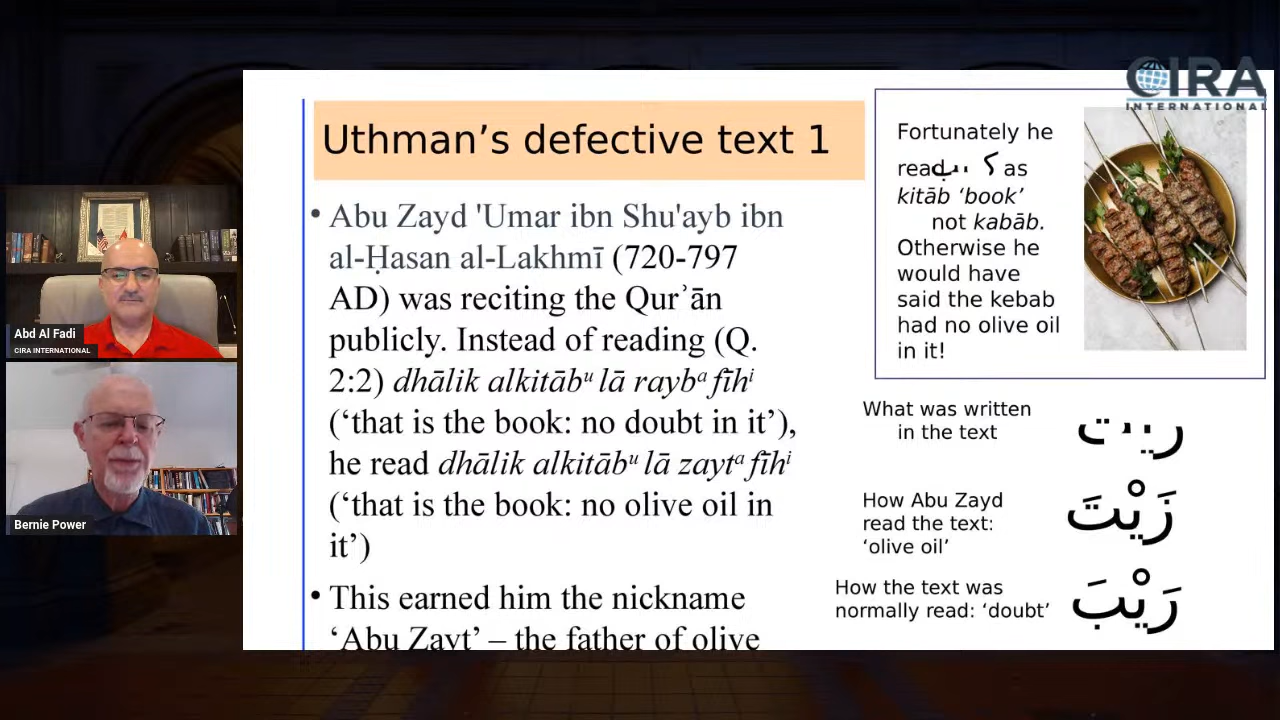 CIRA
INTERNATIONAL
Uthman’s defective text 1
• Abu Zayd 'Umar ibn Shu'ayb ibn
al-Ḥasan al-Lakhmī (720-797
AD) was reciting the Qurʾān
publicly. Instead of reading (Q.
2:2) dhālik alkitābᵘ lā raybᵃ fīhⁱ
(‘that is the book: no doubt in it’),
he read dhālik alkitābᵘ lā zaytᵃ fīhⁱ
(‘that is the book: no olive oil in
it’)
• This earned him the nickname
‘Abu Zayt’ – the father of olive
Fortunately he
read as
kitāb ‘book’
not kabāb.
Otherwise he
would have
said the kebab
had no olive oil
in it!
What was written
in the text
How Abu Zayd
read the text:
‘olive oil’
زَيْتَ
How the text was
normally read: ‘doubt’
رَيْبَ
Abd Al Fadi
CIRA INTERNATIONAL
Bernie Power